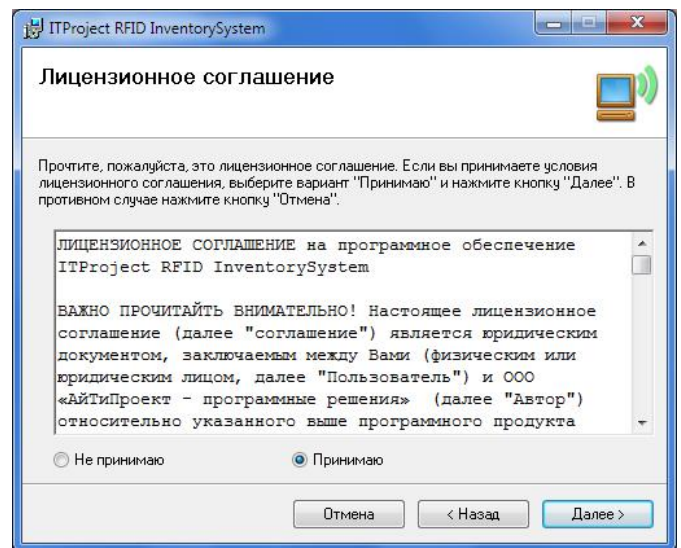 ITProject RFID InventorySystem
Лицензионное соглашение
Прочтите, пожалуйста, это лицензионное соглашение. Если вы принимаете условия
лицензионного соглашения, выберите вариант "Принимаю" и нажмите кнопку "Далее". В
противном случае нажмите кнопку "Отмена".
ЛИЦЕНЗИОННОЕ СОГЛАШЕНИЕ на программное обеспечение
ITProject RFID InventorySystem
ВАЖНО ПРОЧИТАЙТЬ ВНИМАТЕЛЬНО! Настоящее лицензионное
соглашение (далее "соглашение") является юридическим
документом, заключаемым между Вами (физическим или
юридическим лицом, далее "Пользователь") и ООО
«АйТиПроект - программные решения» (далее "Автор")
относительно указанного выше программного продукта
Не принимаю Принимаю
Отмена < Назад Далее >